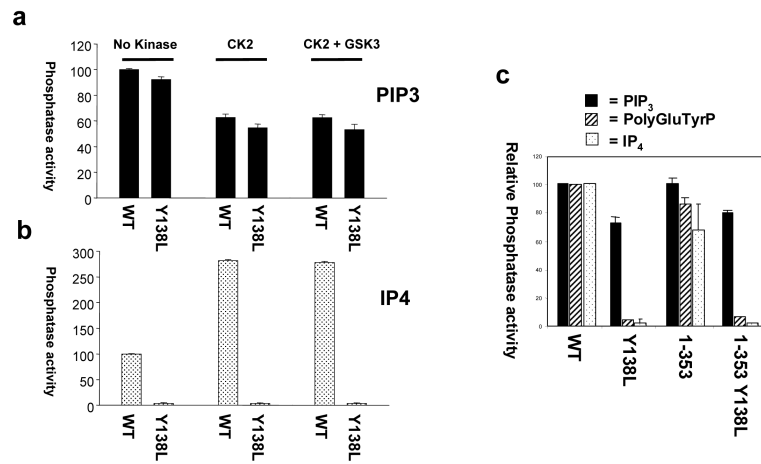 a
No Kinase CK2 CK2 + GSK3
Phosphatase activity
120
100
80
60
40
20
0
PIP3
WT Y138L WT Y138L WT Y138L
b
Phosphatase activity
300
250
200
150
100
50
0
IP4
WT Y138L WT Y138L WT Y138L
c
= PIP3
= PolyGluTyrP
= IP4
Relative Phosphatase activity
120
100
80
60
40
20
0
WT Y138L 1-353 1-353 Y138L